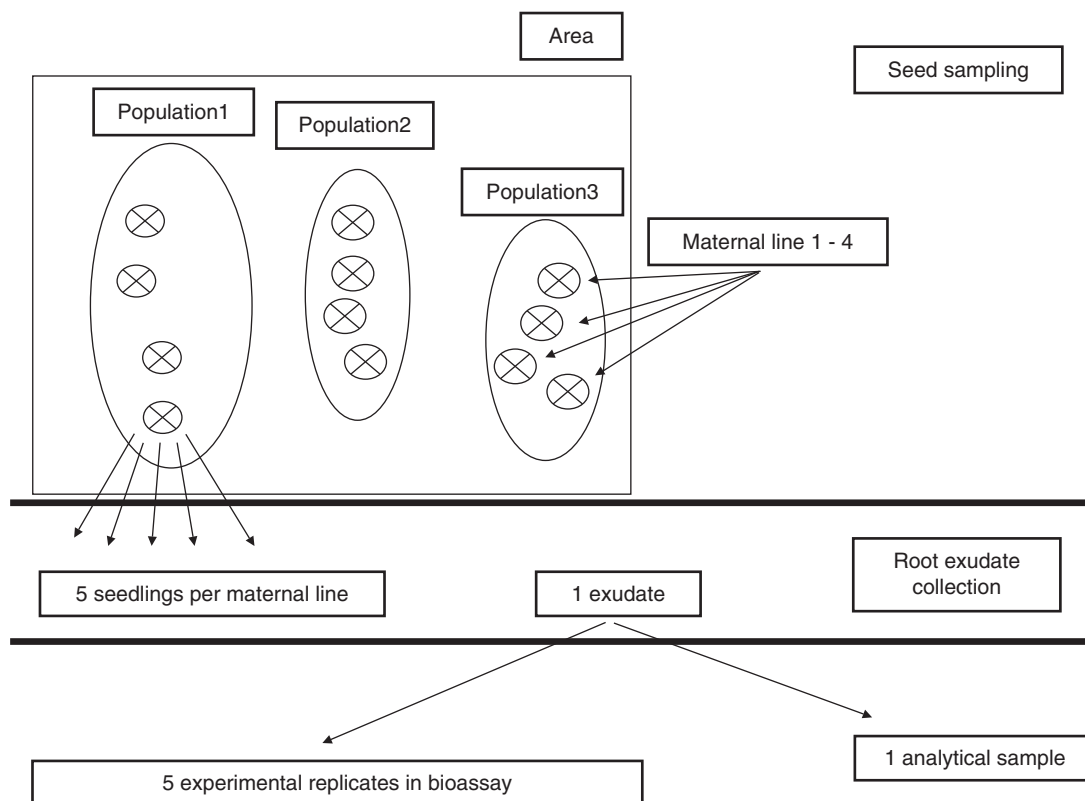 Area
Seed sampling
Population1
Population2
Population3
Maternal line 1 - 4
5 seedlings per maternal line
1 exudate
Root exudate
collection
5 experimental replicates in bioassay
1 analytical sample